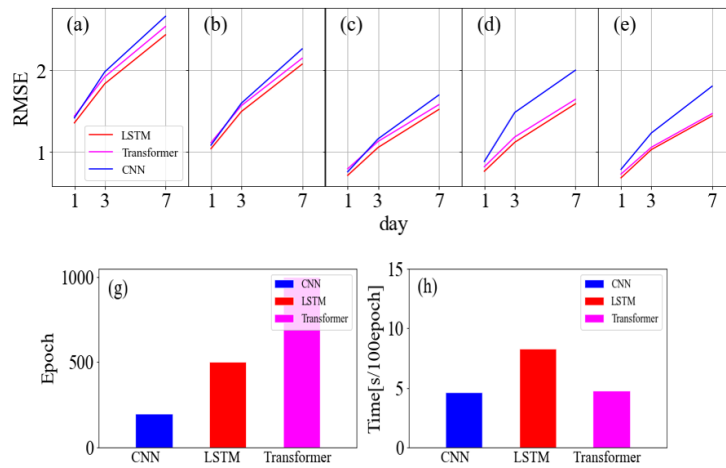 (a) (b) (c) (d) (e)
RMSE
2
1
LSTM
Transformer
CNN
1 3 7 1 3 7 1 3 7 1 3 7 1 3 7
day
(g)
Epoch
1000
500
0
CNN
LSTM
Transformer
CNN LSTM Transformer
(h)
Time[s/100epoch]
15
10
5
0
CNN
LSTM
Transformer
CNN LSTM Transformer